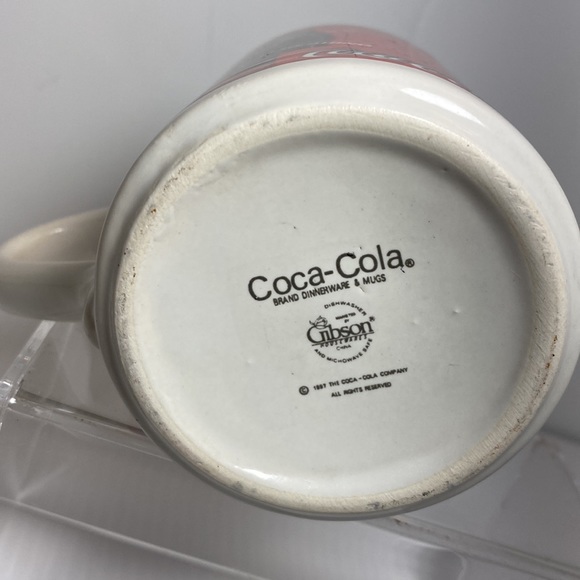 Coca-Cola®
BRAND DINNERWARE & MUGS
DISHWASHER
Gibson®
HOUSEWARES
CHINA
AND MICROWAVE SAFE
© 1997 THE COCA-COLA COMPANY
ALL RIGHTS RESERVED